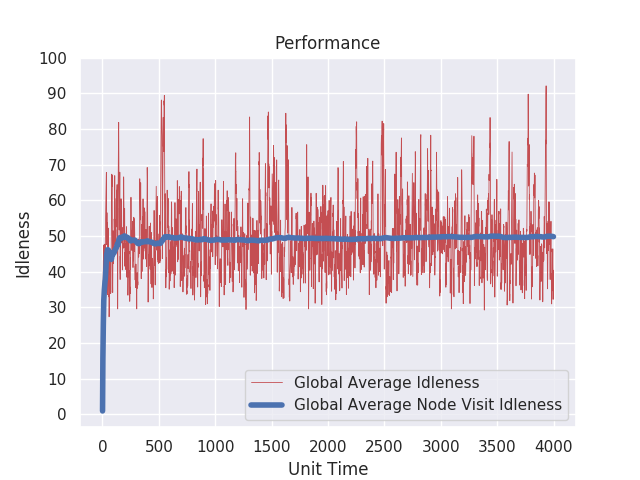 Performance
100
90
80
70
60
50
40
30
20
10
0
Idleness
Global Average Idleness
Global Average Node Visit Idleness
0 500 1000 1500 2000 2500 3000 3500 4000
Unit Time